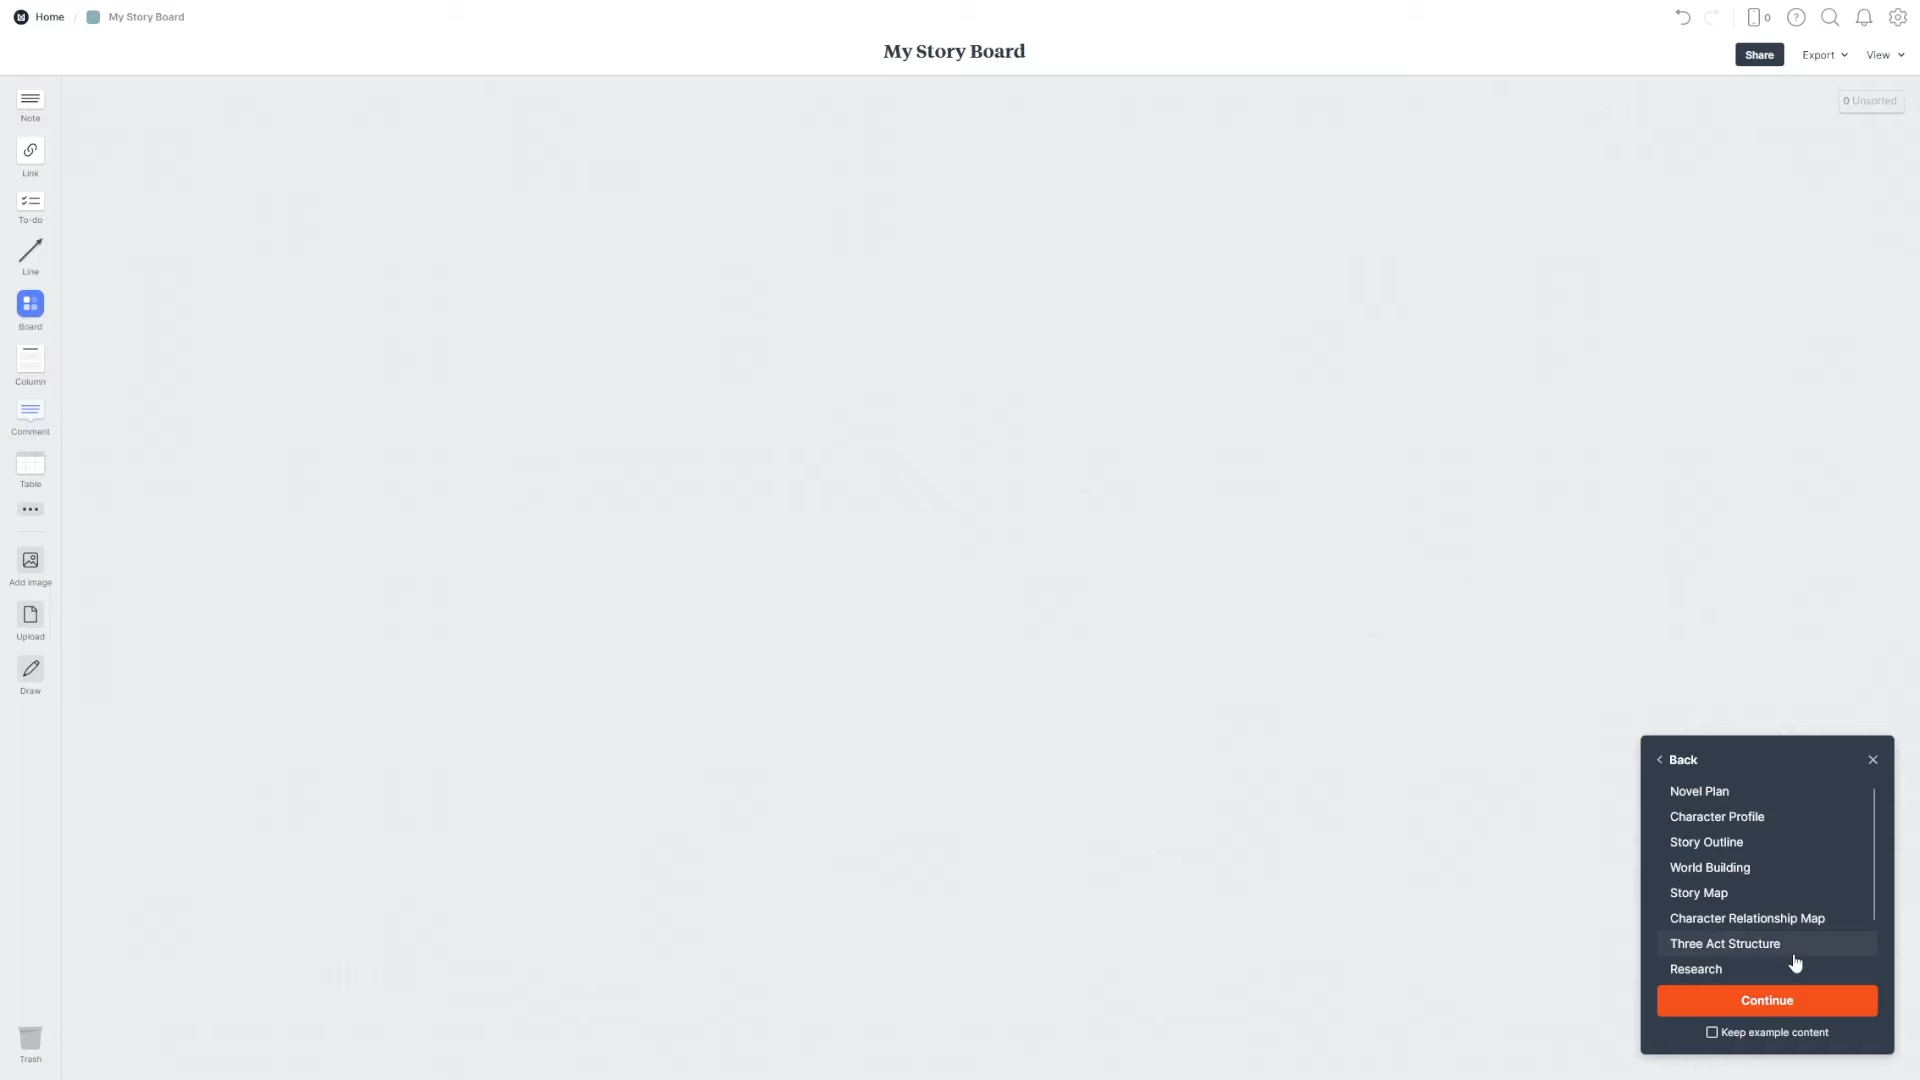 Home / My Story Board
0
My Story Board
Share
Export
View
0 Unsorted
Note
Link
To-do
Line
Board
Column
Comment
Table
Add image
Upload
Draw
Trash
Back
Novel Plan
Character Profile
Story Outline
World Building
Story Map
Character Relationship Map
Three Act Structure
Research
Continue
Keep example content